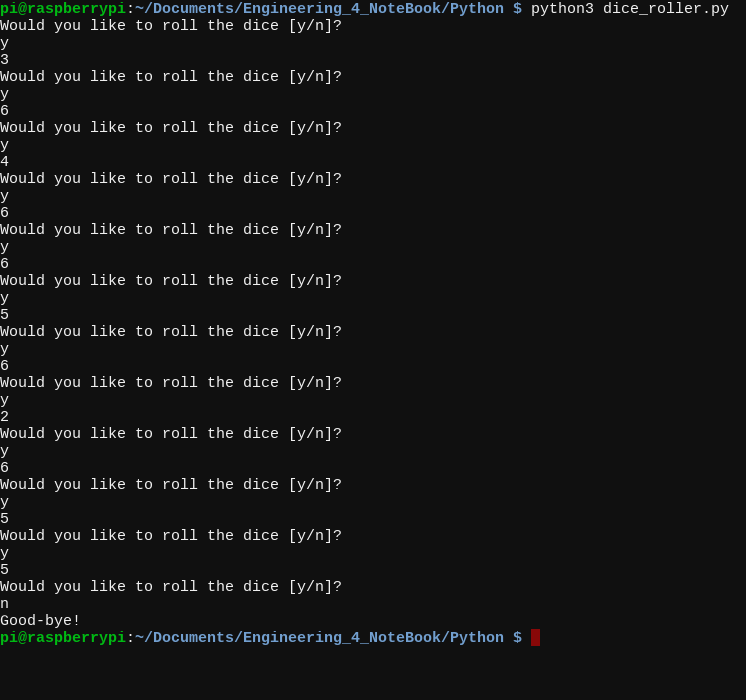 pi@raspberrypi:~/Documents/Engineering_4_NoteBook/Python $ python3 dice_roller.py
Would you like to roll the dice [y/n]?
y
3
Would you like to roll the dice [y/n]?
y
6
Would you like to roll the dice [y/n]?
y
4
Would you like to roll the dice [y/n]?
y
6
Would you like to roll the dice [y/n]?
y
6
Would you like to roll the dice [y/n]?
y
5
Would you like to roll the dice [y/n]?
y
6
Would you like to roll the dice [y/n]?
y
2
Would you like to roll the dice [y/n]?
y
6
Would you like to roll the dice [y/n]?
y
5
Would you like to roll the dice [y/n]?
y
5
Would you like to roll the dice [y/n]?
n
Good-bye!
pi@raspberrypi:~/Documents/Engineering_4_NoteBook/Python $